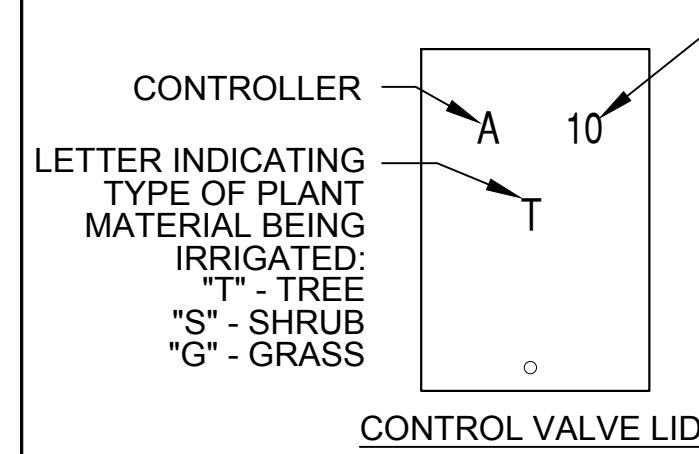 CONTROLLER
A 10
LETTER INDICATING
TYPE OF PLANT
MATERIAL BEING
IRRIGATED:
"T" - TREE
"S" - SHRUB
"G" - GRASS
T
CONTROL VALVE LID